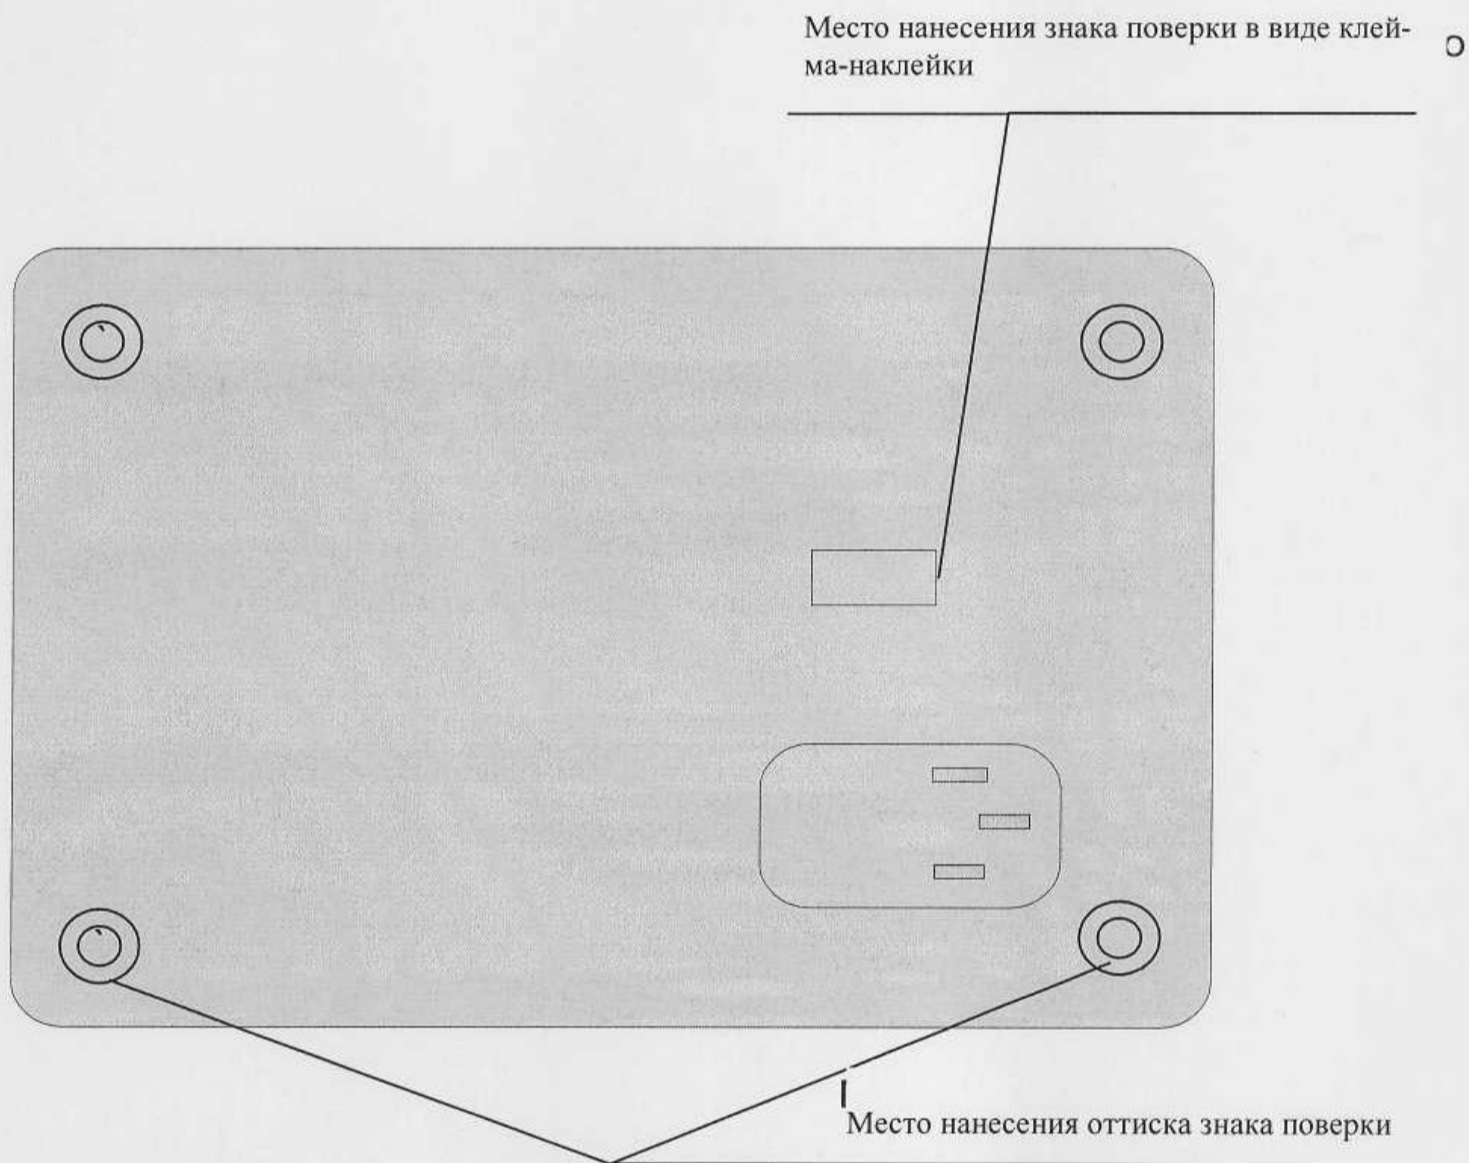 Место нанесения знака поверки в виде клей-
ма-наклейки
Место нанесения оттиска знака поверки